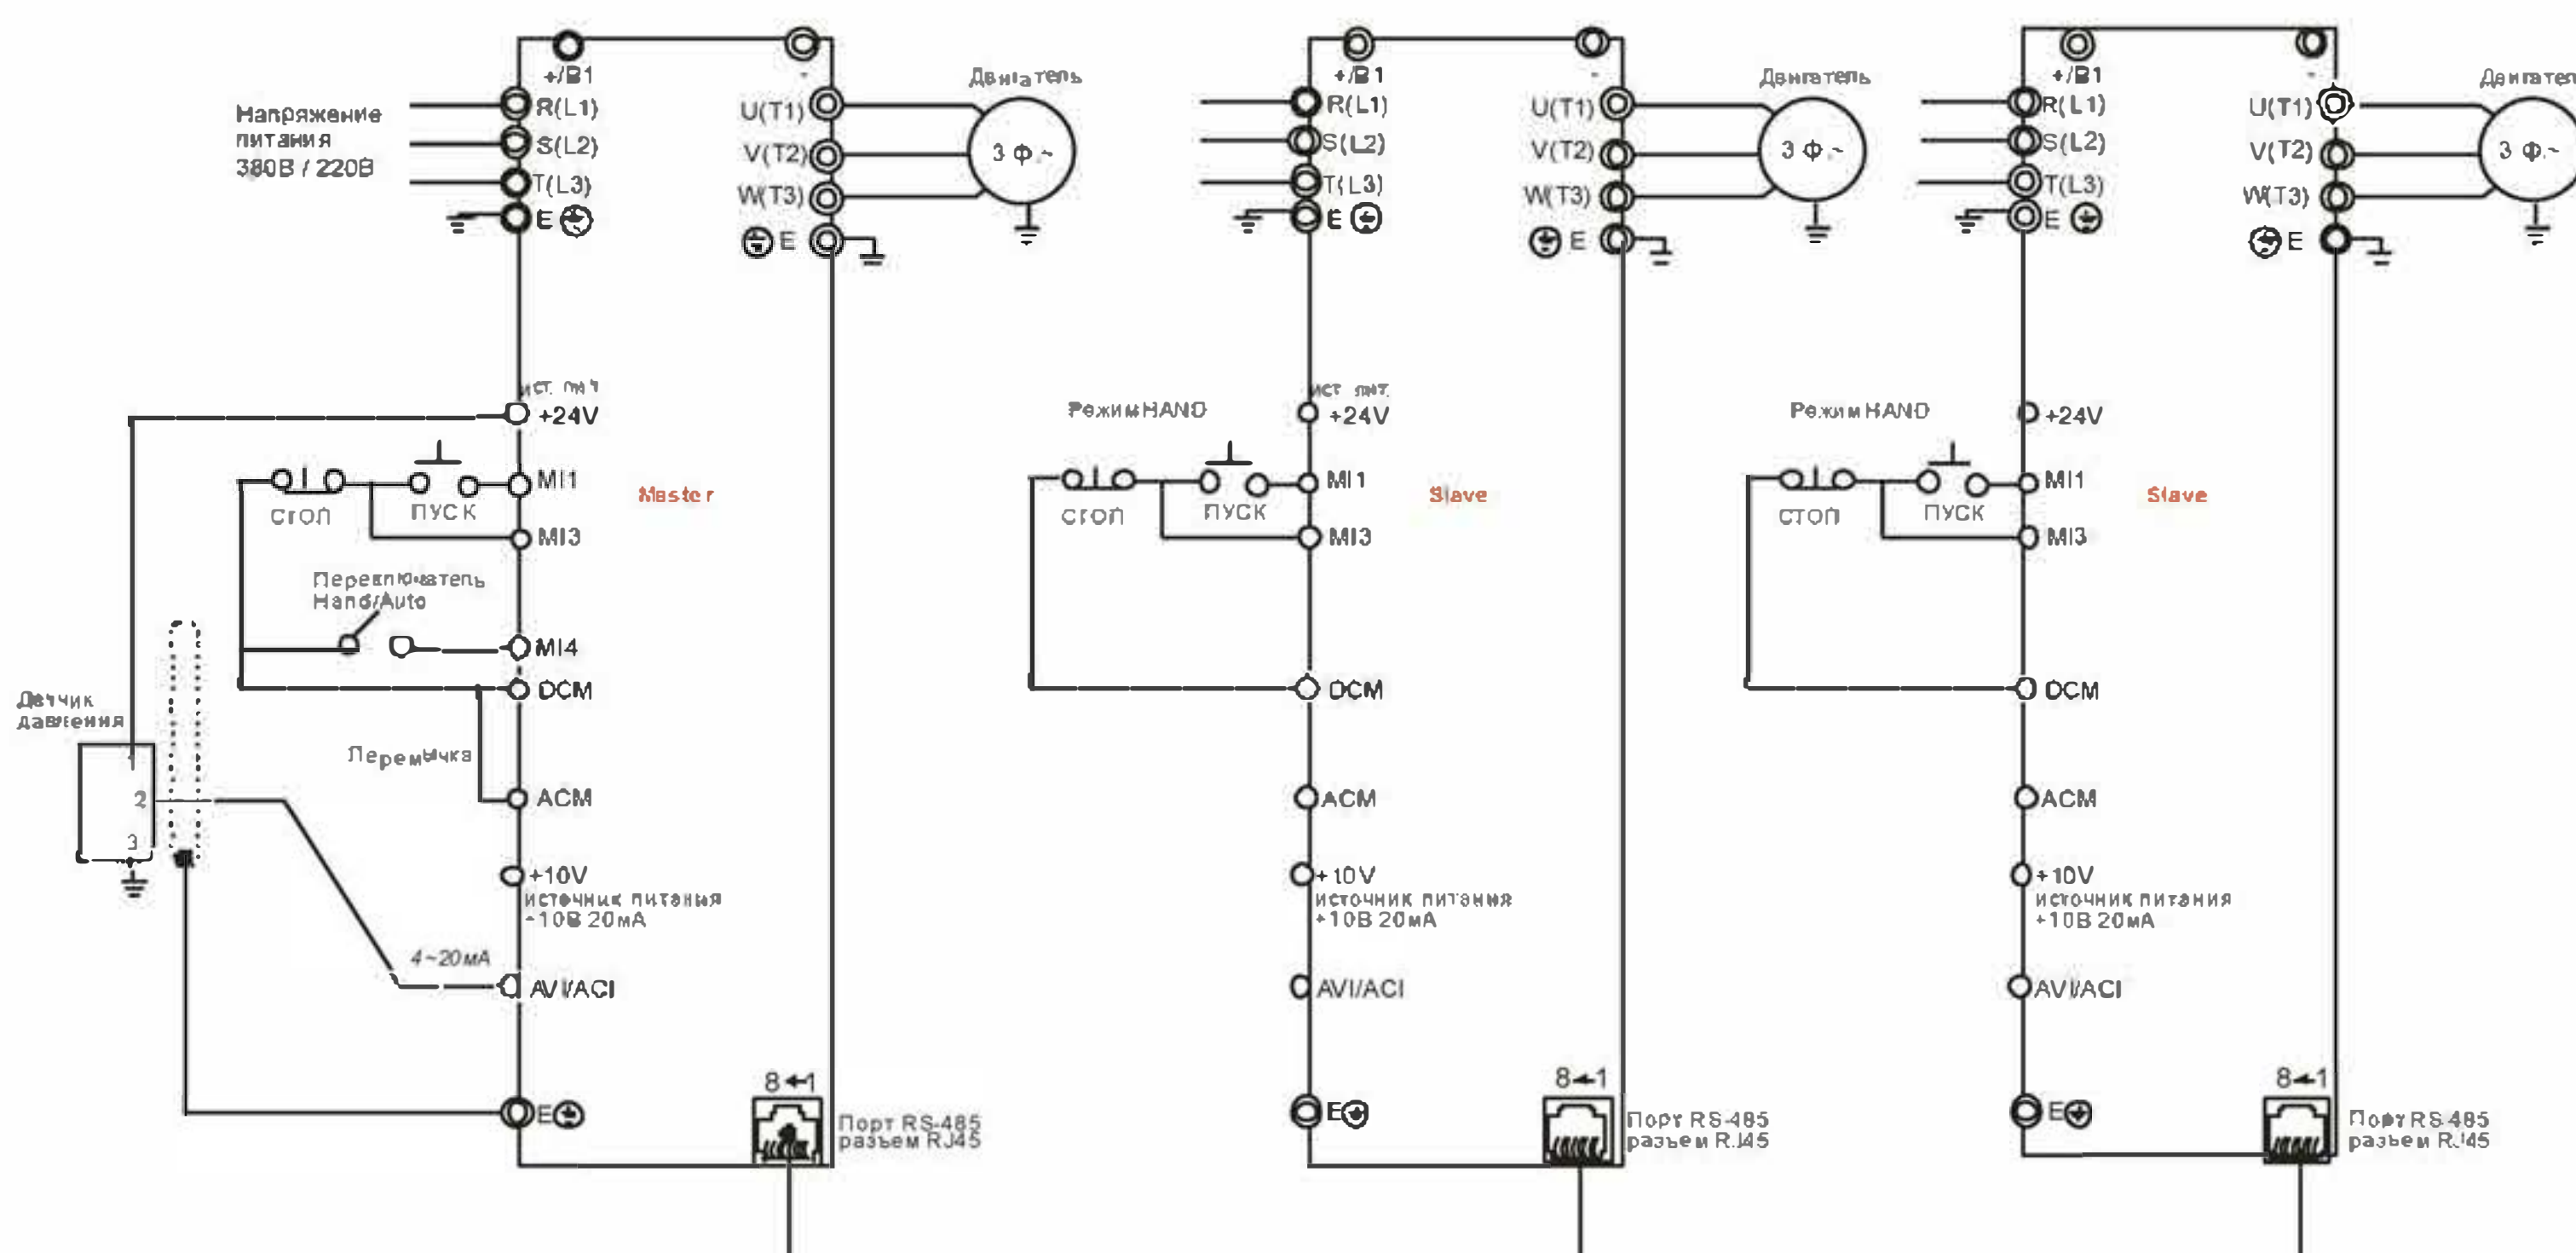 Напряжение
питания
380В / 220В
+/B1
-
R(L1)
S(L2)
T(L3)
E
U(T1)
V(T2)
W(T3)
E
Двигатель
3 ф ~
+24V
MI1
СТОП
ПУСК
MI3
Master
Переключатель
Hand/Auto
MI4
DCM
Датчик
давления
1
2
3
Перемычка
ACM
+10V
источник питания
+10В 20мА
4~20мА
AVI/ACI
E
8 1
Порт RS-485
разъем RJ45
+/B1
-
R(L1)
S(L2)
T(L3)
E
U(T1)
V(T2)
W(T3)
E
Двигатель
3 ф ~
Режим HAND
ист. пит.
+24V
MI1
СТОП
ПУСК
MI3
Slave
DCM
ACM
+10V
источник питания
+10В 20мА
AVI/ACI
E
8 1
Порт RS-485
разъем RJ45
+/B1
-
R(L1)
S(L2)
T(L3)
E
U(T1)
V(T2)
W(T3)
E
3 ф ~
Режим HAND
+24V
MI1
СТОП
ПУСК
MI3
Slave
DCM
ACM
+10V
источник питания
+10В 20мА
AVI/ACI
E
8 1
Порт RS-485
разъем RJ45